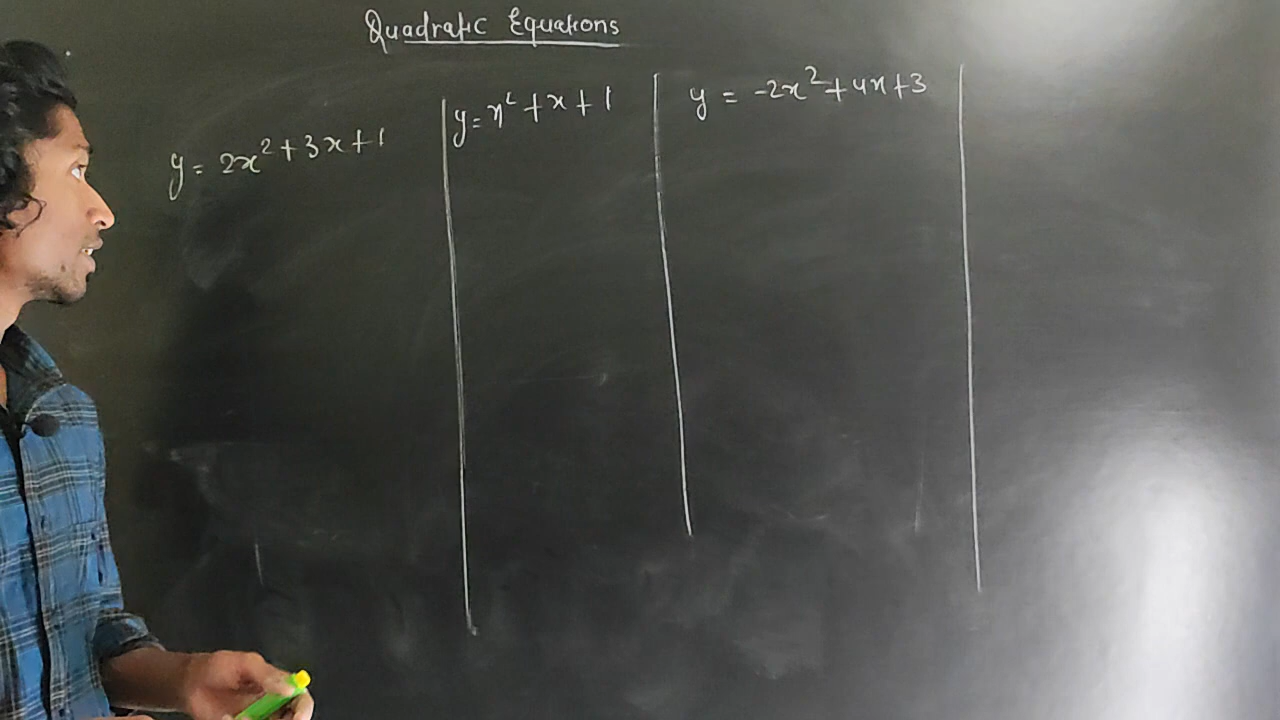 Quadratic Equations
y = 2x² + 3x + 1
y = x² + x + 1
y = -2x² + 4x + 3